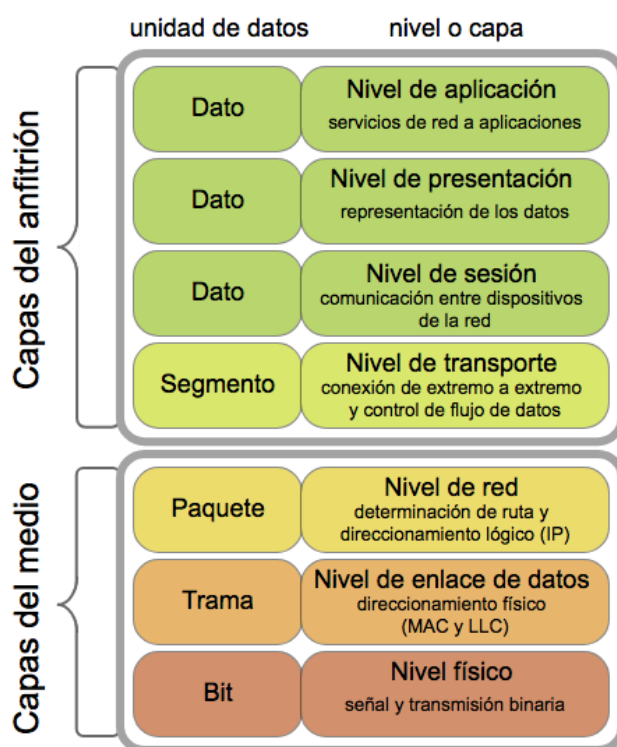 unidad de datos nivel o capa
Capas del anfitrión
Dato
Nivel de aplicación
servicios de red a aplicaciones
Dato
Nivel de presentación
representación de los datos
Dato
Nivel de sesión
comunicación entre dispositivos
de la red
Segmento
Nivel de transporte
conexión de extremo a extremo
y control de flujo de datos
Capas del medio
Paquete
Nivel de red
determinación de ruta y
direccionamiento lógico (IP)
Trama
Nivel de enlace de datos
direccionamiento físico
(MAC y LLC)
Bit
Nivel físico
señal y transmisión binaria